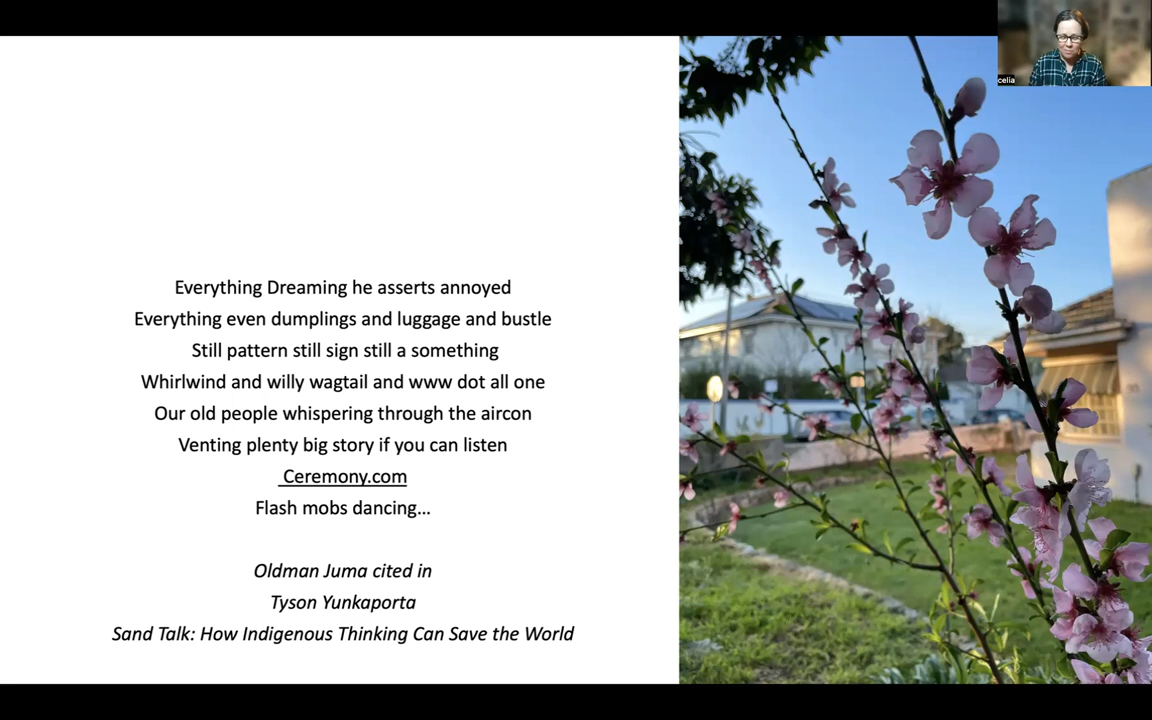 Everything Dreaming he asserts annoyed
Everything even dumplings and luggage and bustle
Still pattern still sign still a something
Whirlwind and willy wagtail and www dot all one
Our old people whispering through the aircon
Venting plenty big story if you can listen
Ceremony.com
Flash mobs dancing…
Oldman Juma cited in
Tyson Yunkaporta
Sand Talk: How Indigenous Thinking Can Save the World
celia